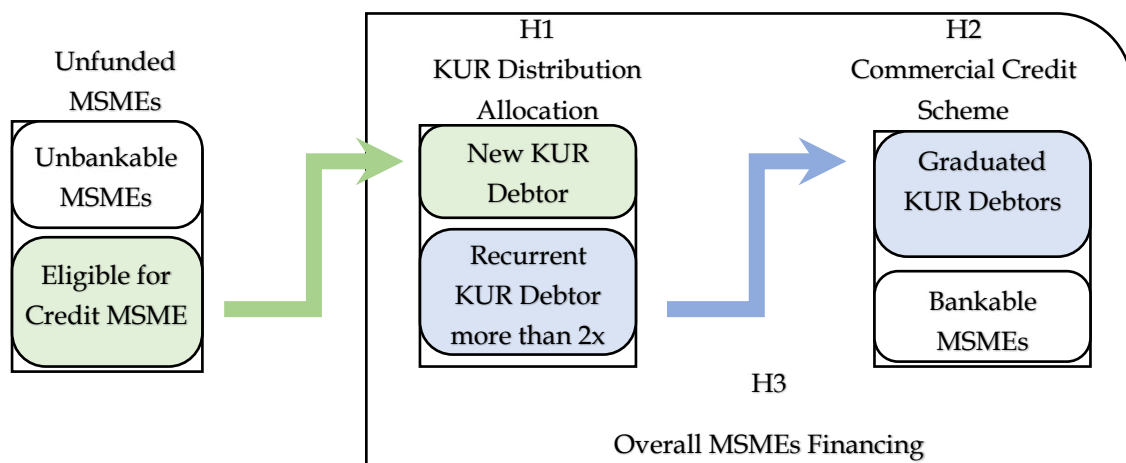 Unfunded
MSMEs
Unbankable
MSMEs
Eligible for
Credit MSME
H1
KUR Distribution
Allocation
New KUR
Debtor
Recurrent
KUR Debtor
more than 2x
H2
Commercial Credit
Scheme
Graduated
KUR Debtors
Bankable
MSMEs
H3
Overall MSMEs Financing